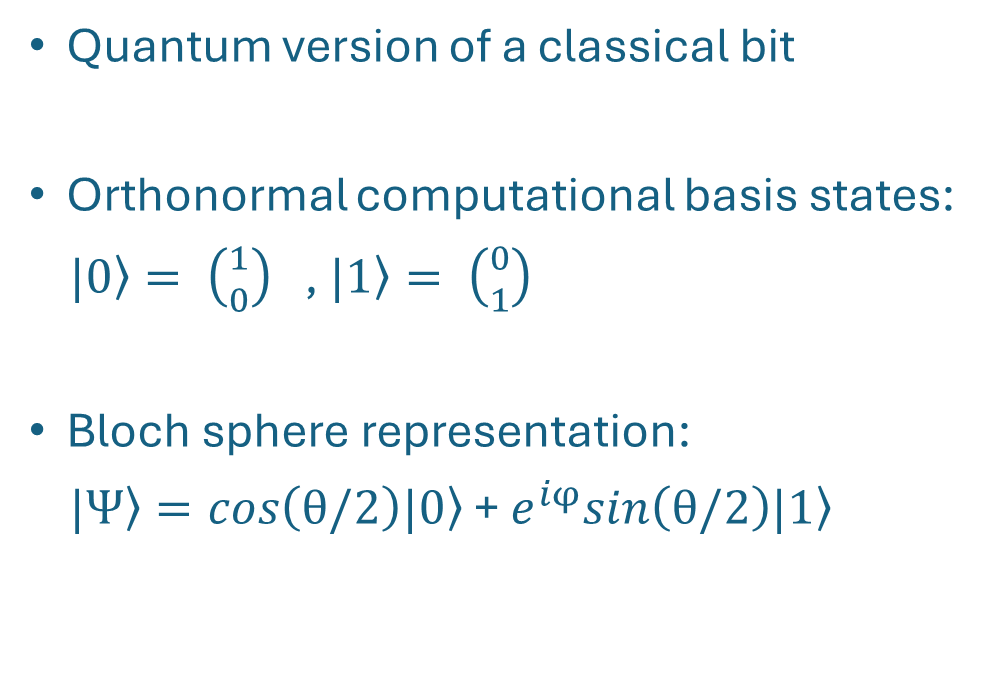 • Quantum version of a classical bit
• Orthonormal computational basis states:
|0⟩ = (1 0) , |1⟩ = (0 1)
• Bloch sphere representation:
|Ψ⟩ = cos(θ/2)|0⟩ + e^{iφ}sin(θ/2)|1⟩